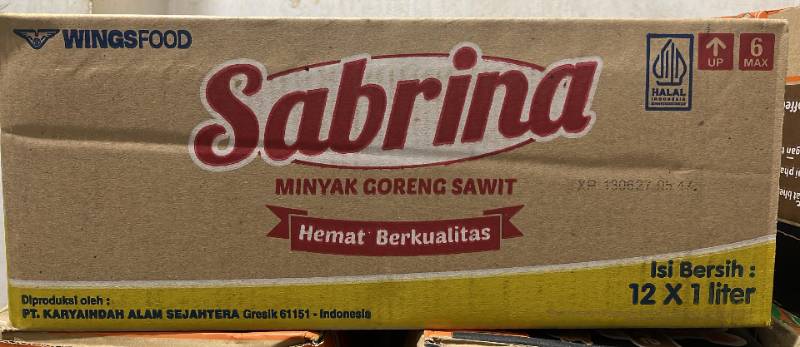 WINGSFOOD
Sabrina
MINYAK GORENG SAWIT
Hemat Berkualitas
HALAL
INDONESIA
UP
6
MAX
Isi Bersih :
12 X 1 liter
Diproduksi oleh :
PT. KARYAINDAH ALAM SEJAHTERA Gresik 61151 - Indonesia